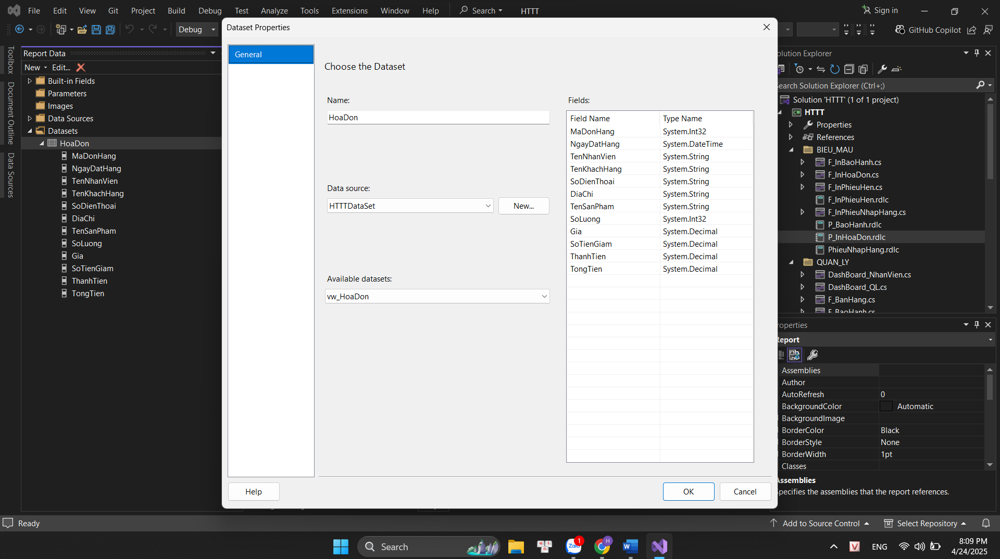 File Edit View Git Project Build Debug Test Analyze Tools Extensions Window Help Search HTTT Sign in
Debug GitHub Copilot
Toolbox
Document Outline
Data Sources
Report Data
New Edit...
Built-in Fields
Parameters
Images
Data Sources
Datasets
HoaDon
MaDonHang
NgayDatHang
TenNhanVien
TenKhachHang
SoDienThoai
DiaChi
TenSanPham
SoLuong
Gia
SoTienGiam
ThanhTien
TongTien
Dataset Properties
General
Choose the Dataset
Name:
HoaDon
Data source:
HTTTDataSet New...
Available datasets:
vw_HoaDon
Fields:
Field Name Type Name
MaDonHang System.Int32
NgayDatHang System.DateTime
TenNhanVien System.String
TenKhachHang System.String
SoDienThoai System.String
DiaChi System.String
TenSanPham System.String
SoLuong System.Int32
Gia System.Decimal
SoTienGiam System.Decimal
ThanhTien System.Decimal
TongTien System.Decimal
Help OK Cancel
olution Explorer
Search Solution Explorer (Ctrl+;)
Solution 'HTTT' (1 of 1 project)
C# HTTT
Properties
References
BIEU_MAU
F_InBaoHanh.cs
F_InHoaDon.cs
F_InPhieuHen.cs
F_InPhieuHen.rdlc
F_InPhieuNhapHang.cs
P_BaoHanh.rdlc
P_InHoaDon.rdlc
PhieuNhapHang.rdlc
QUAN_LY
DashBoard_NhanVien.cs
DashBoard_QL.cs
F_BanHang.cs
F_BaoHanh.cs
roperties
Report
Assemblies
Author
AutoRefresh 0
BackgroundColor Automatic
BackgroundImage
BorderColor Black
BorderStyle None
BorderWidth 1pt
Classes
Assemblies
Specifies the assemblies that the report references.
Ready Add to Source Control Select Repository
Search Zalo 1 H W V ENG
8:09 PM
4/24/2025